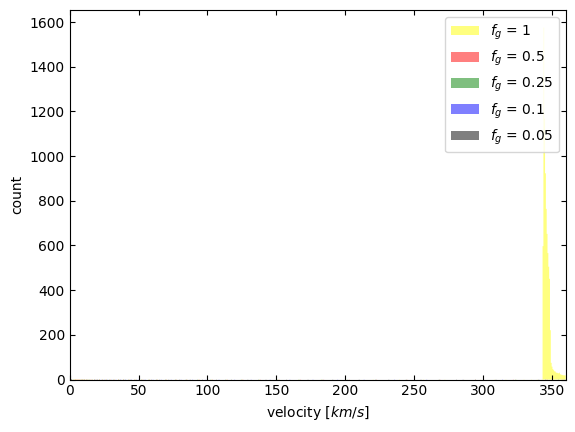 1600
1400
1200
1000
800
600
400
200
0
count
0 50 100 150 200 250 300 350
velocity [km/s]
f_g = 1
f_g = 0.5
f_g = 0.25
f_g = 0.1
f_g = 0.05